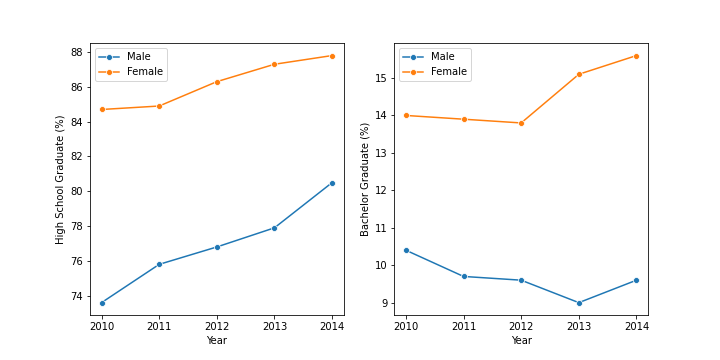 Male
Female
High School Graduate (%)
88
86
84
82
80
78
76
74
2010 2011 2012 2013 2014
Year
Male
Female
Bachelor Graduate (%)
15
14
13
12
11
10
9
2010 2011 2012 2013 2014
Year